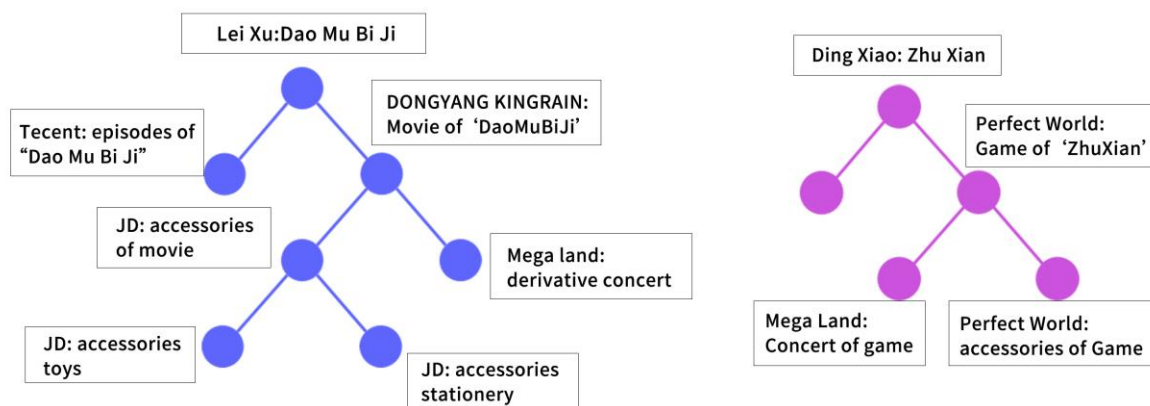 Lei Xu:Dao Mu Bi Ji
DONGYANG KINGRAIN:
Movie of ‘DaoMuBiJi’
Tecent: episodes of
“Dao Mu Bi Ji”
JD: accessories
of movie
Mega land:
derivative concert
JD: accessories
toys
JD: accessories
stationery
Ding Xiao: Zhu Xian
Perfect World:
Game of ‘ZhuXian’
Mega Land:
Concert of game
Perfect World:
accessories of Game